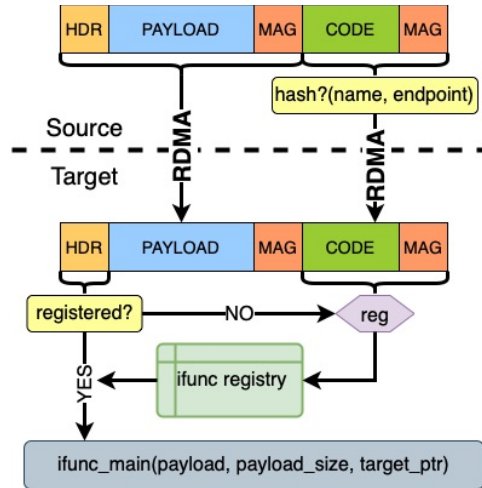 HDR PAYLOAD MAG CODE MAG
hash?(name, endpoint)
RDMA RDMA
Source
Target
HDR PAYLOAD MAG CODE MAG
registered? NO reg
ifunc registry
YES
ifunc_main(payload, payload_size, target_ptr)